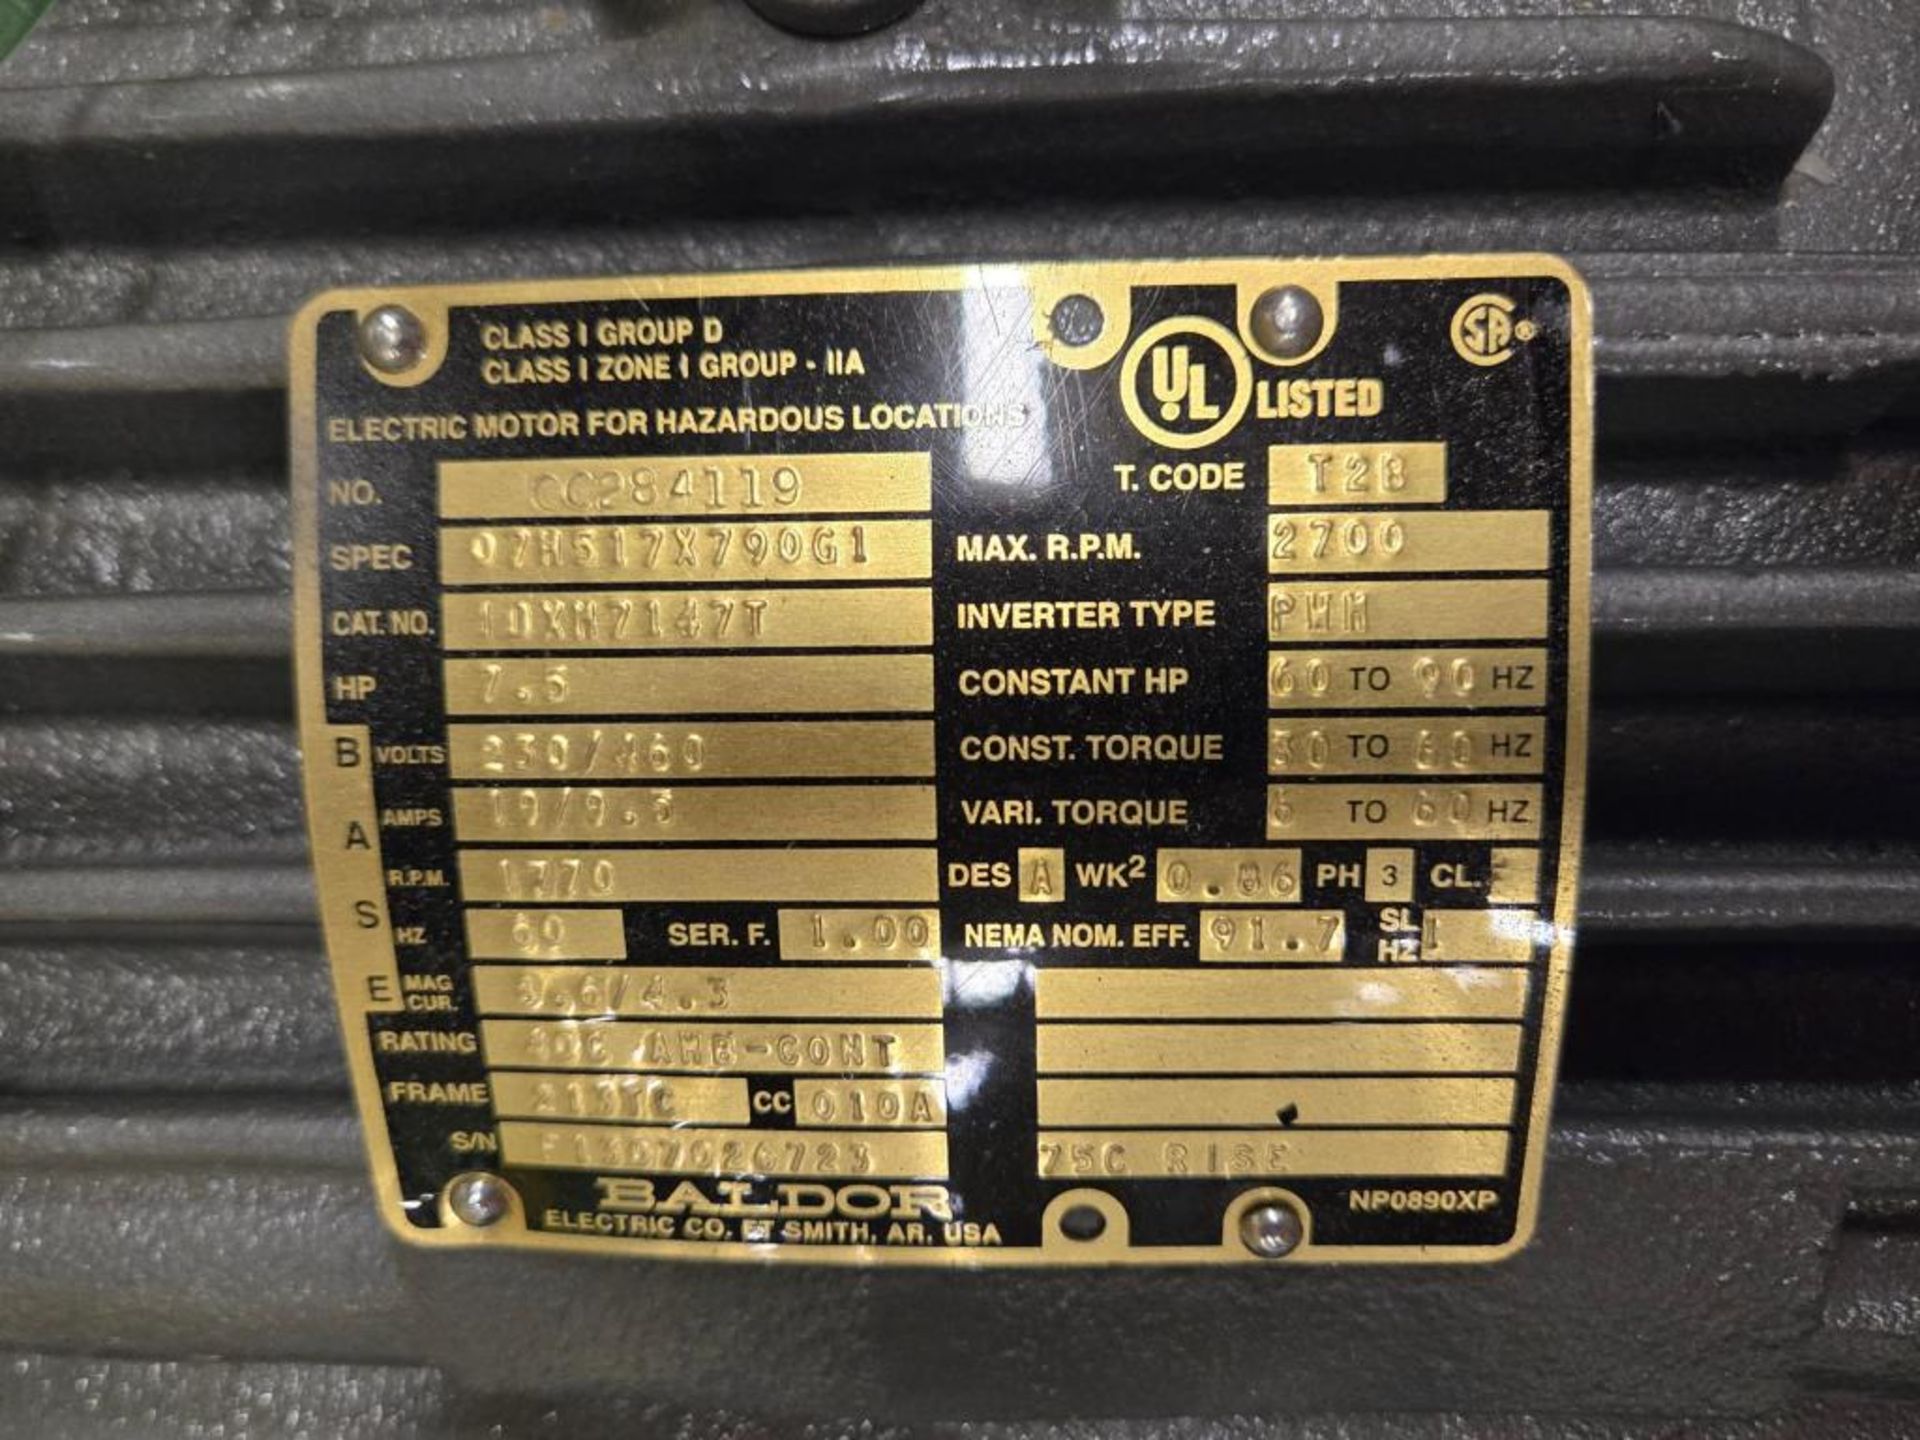 CLASS I GROUP D
CLASS I ZONE I GROUP - IIA
ELECTRIC MOTOR FOR HAZARDOUS LOCATIONS
UL LISTED
SA ®
NO. CC284119
T. CODE T2B
SPEC 07H517X790G1
MAX. R.P.M. 2700
CAT. NO. IDXM7147T
INVERTER TYPE PWM
HP 7.5
CONSTANT HP 60 TO 90 HZ
BASE
VOLTS 230/460
CONST. TORQUE 30 TO 60 HZ
AMPS 19/9.5
VARI. TORQUE 6 TO 60 HZ
R.P.M. 1770
DES A WK2 0.86 PH 3 CL. F
HZ 60 SER. F. 1.00
NEMA NOM. EFF. 91.7 SL HZ 1
MAG CUR. /4.3
RATING 40C AMB-CONT
FRAME 213TC CC 010A
S/N
75C RISE
BALDOR
ELECTRIC CO. FT SMITH, AR. USA
NP0890XP